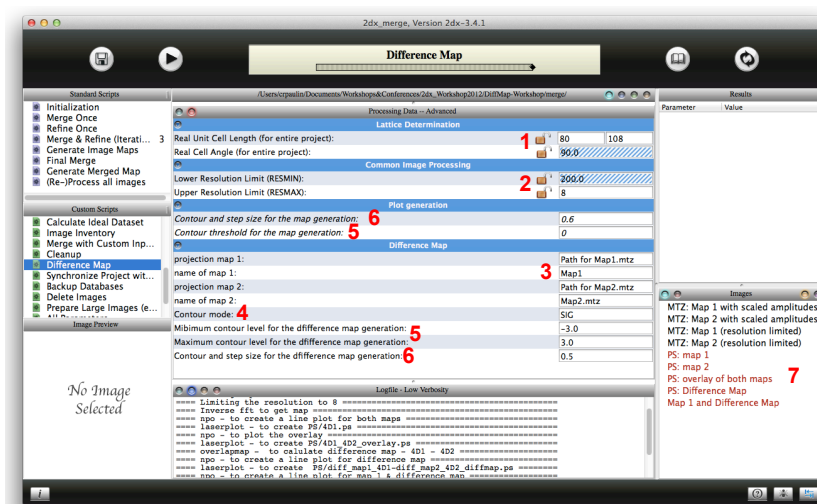 2dx_merge, Version 2dx-3.4.1
Difference Map
Standard Scripts
Initialization
Merge Once
Refine Once
Merge & Refine (Iterati... 3
Generate Image Maps
Final Merge
Generate Merged Map
(Re-)Process all images
Custom Scripts
Calculate Ideal Dataset
Image Inventory
Merge with Custom Inp...
Cleanup
Difference Map
Synchronize Project wit...
Backup Databases
Delete Images
Prepare Large Images (e...
Image Preview
No Image
Selected
/Users/crpaulin/Documents/Workshops&Conferences/2dx_Workshop2012/DiffMap-Workshop/merge/
Processing Data -- Advanced
Lattice Determination
Real Unit Cell Length (for entire project): 1 80 108
Real Cell Angle (for entire project): 90.0
Common Image Processing
Lower Resolution Limit (RESMIN): 2 200.0
Upper Resolution Limit (RESMAX): 8
Plot generation
Contour and step size for the map generation: 6 0.6
Contour threshold for the map generation: 5 0
Difference Map
projection map 1: Path for Map1.mtz
name of map 1: 3 Map1
projection map 2: Path for Map2.mtz
name of map 2: Map2.mtz
Contour mode: 4 SIG
Mibimum contour level for the dfifference map generation: 5 -3.0
Maximum contour level for the dfifference map generation: 3.0
Contour and step size for the dfifference map generation: 6 0.5
Logfile - Low Verbosity
==== Limiting the resolution to 8 ====
==== Inverse fft to get map ====
==== npo - to create a line plot for both maps ====
==== laserplot - to create PS/4D1.ps ====
==== npo - to plot the overlay ====
==== laserplot - to create PS/4D1_4D2_overlay.ps ====
==== overlapmap - to calulate difference map - 4D1 - 4D2 ====
==== npo - to create a line plot for difference map ====
==== laserplot - to create PS/diff_map1_4D1-diff_map2_4D2_diffmap.ps ====
==== npo - to create a line plot for map 1 & difference map ====
Results
Parameter Value
Images
MTZ: Map 1 with scaled amplitudes
MTZ: Map 2 with scaled amplitudes
MTZ: Map 1 (resolution limited)
MTZ: Map 2 (resolution limited)
PS: map 1
PS: map 2
PS: overlay of both maps 7
PS: Difference Map
Map 1 and Difference Map